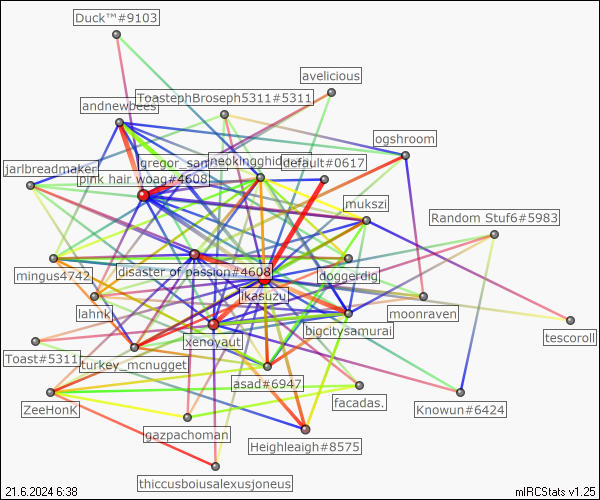 Duck™#9103
avelicious
ToastephBroseph5311#5311
andnewbees
ogshroom
default#0617
jarlbreadmaker
pink hair woag#4608
mukszi
Random Stuf6#5983
mingus4742
disaster of passion#4608
doggerdig
ikasuzu
lahnk
moonraven
bigcitysamurai
tescoroll
xenoyaut
Toast#5311
turkey_mcnugget
asad#6947
facadas.
ZeeHonK
Knowun#6424
gazpachoman
Heighleaigh#8575
thiccusboiusalexusjoneus
21.6.2024 6:38
mIRCStats v1.25